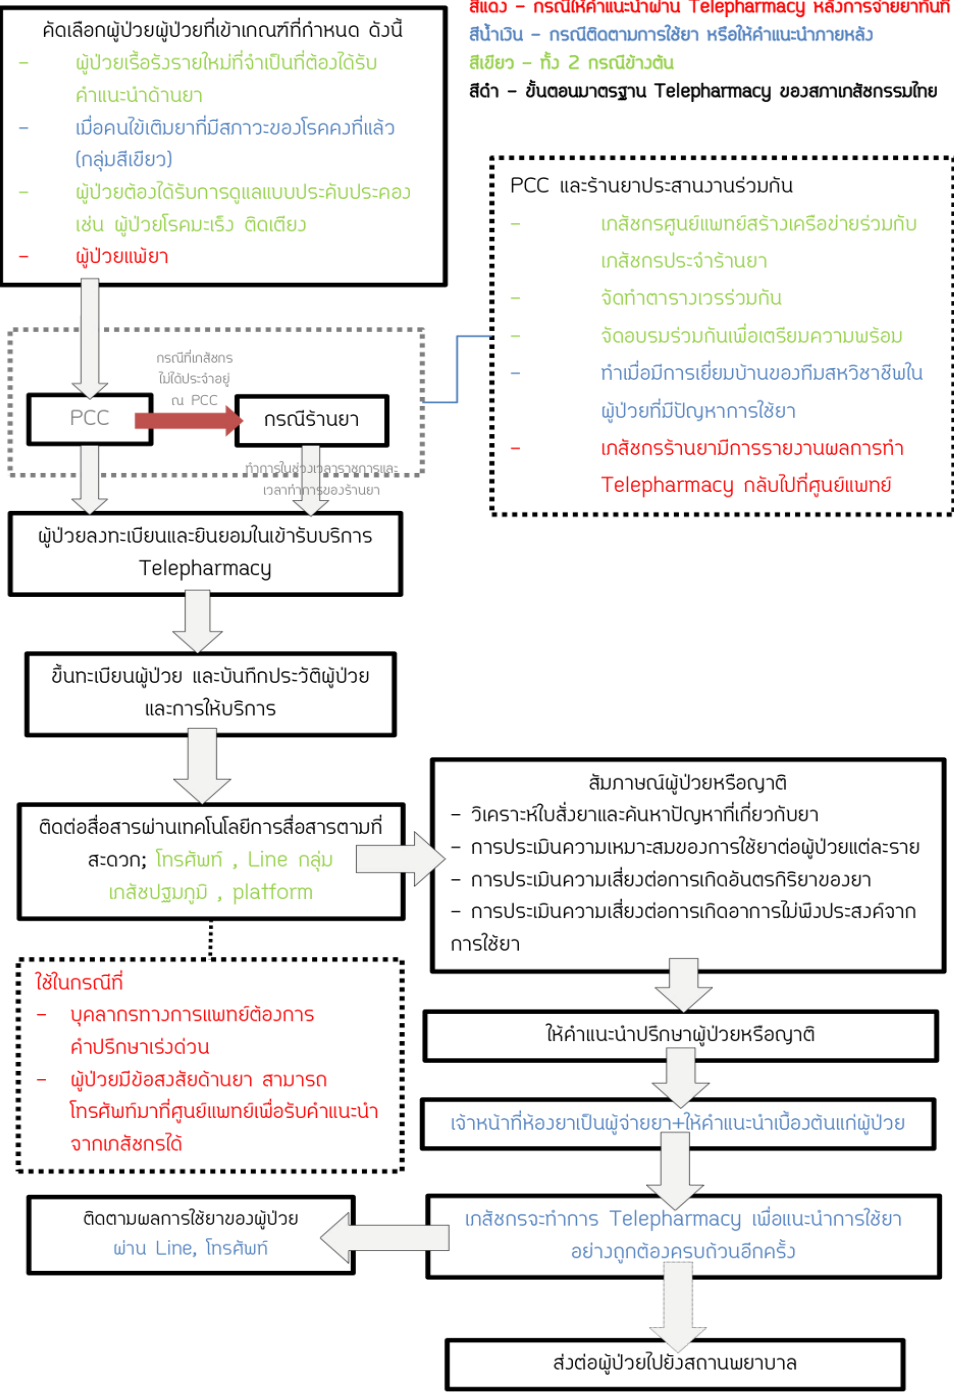 สีแดง – กรณีให้คำแนะนำผ่าน Telepharmacy หลังการจ่ายยาทันที
สีน้ำเงิน – กรณีติดตามการใช้ยา หรือให้คำแนะนำภายหลัง
สีเขียว – ทั้ง 2 กรณีข้างต้น
สีดำ – ขั้นตอนมาตรฐาน Telepharmacy ของสภาเภสัชกรรมไทย
คัดเลือกผู้ป่วยผู้ป่วยที่เข้าเกณฑ์ที่กำหนด ดังนี้
– ผู้ป่วยเรื้อรังรายใหม่ที่จำเป็นที่ต้องได้รับ
คำแนะนำด้านยา
– เมื่อคนไข้เติมยาที่มีสภาวะของโรคคงที่แล้ว
(กลุ่มสีเขียว)
– ผู้ป่วยต้องได้รับการดูแลแบบประคับประคอง
เช่น ผู้ป่วยโรคมะเร็ง ติดเตียง
– ผู้ป่วยแพ้ยา
PCC และร้านยาประสานงานร่วมกัน
– เภสัชกรศูนย์แพทย์สร้างเครือข่ายร่วมกับ
เภสัชกรประจำร้านยา
– จัดทำตารางเวรร่วมกัน
– จัดอบรมร่วมกันเพื่อเตรียมความพร้อม
– ทำเมื่อมีการเยี่ยมบ้านของทีมสหวิชาชีพใน
ผู้ป่วยที่มีปัญหาการใช้ยา
– เภสัชกรร้านยามีการรายงานผลการทำ
Telepharmacy กลับไปที่ศูนย์แพทย์
กรณีที่เภสัชกร
ไม่ได้ประจำอยู่
ณ PCC
PCC
กรณีร้านยา
ทำการในช่วงเวลาราชการและ
เวลาทำการของร้านยา
ผู้ป่วยลงทะเบียนและยินยอมในเข้ารับบริการ
Telepharmacy
ขึ้นทะเบียนผู้ป่วย และบันทึกประวัติผู้ป่วย
และการให้บริการ
ติดต่อสื่อสารผ่านเทคโนโลยีการสื่อสารตามที่
สะดวก; โทรศัพท์ , Line กลุ่ม
เภสัชปฐมภูมิ , platform
สัมภาษณ์ผู้ป่วยหรือญาติ
– วิเคราะห์ใบสั่งยาและค้นหาปัญหาที่เกี่ยวกับยา
– การประเมินความเหมาะสมของการใช้ยาต่อผู้ป่วยแต่ละราย
– การประเมินความเสี่ยงต่อการเกิดอันตรกิริยาของยา
– การประเมินความเสี่ยงต่อการเกิดอาการไม่พึงประสงค์จาก
การใช้ยา
ใช้ในกรณีที่
– บุคลากรทางการแพทย์ต้องการ
คำปรึกษาเร่งด่วน
– ผู้ป่วยมีข้อสงสัยด้านยา สามารถ
โทรศัพท์มาที่ศูนย์แพทย์เพื่อรับคำแนะนำ
จากเภสัชกรได้
ให้คำแนะนำปรึกษาผู้ป่วยหรือญาติ
เจ้าหน้าที่ห้องยาเป็นผู้จ่ายยา+ให้คำแนะนำเบื้องต้นแก่ผู้ป่วย
เภสัชกรจะทำการ Telepharmacy เพื่อแนะนำการใช้ยา
อย่างถูกต้องครบถ้วนอีกครั้ง
ติดตามผลการใช้ยาของผู้ป่วย
ผ่าน Line, โทรศัพท์
ส่งต่อผู้ป่วยไปยังสถานพยาบาล